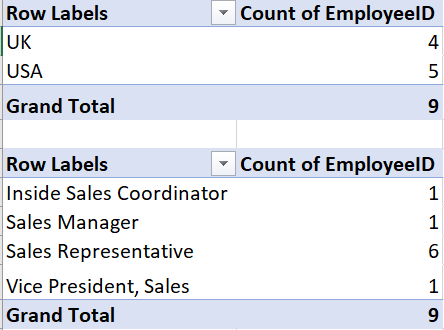 Row Labels Count of EmployeeID
UK 4
USA 5
Grand Total 9
Row Labels Count of EmployeeID
Inside Sales Coordinator 1
Sales Manager 1
Sales Representative 6
Vice President, Sales 1
Grand Total 9